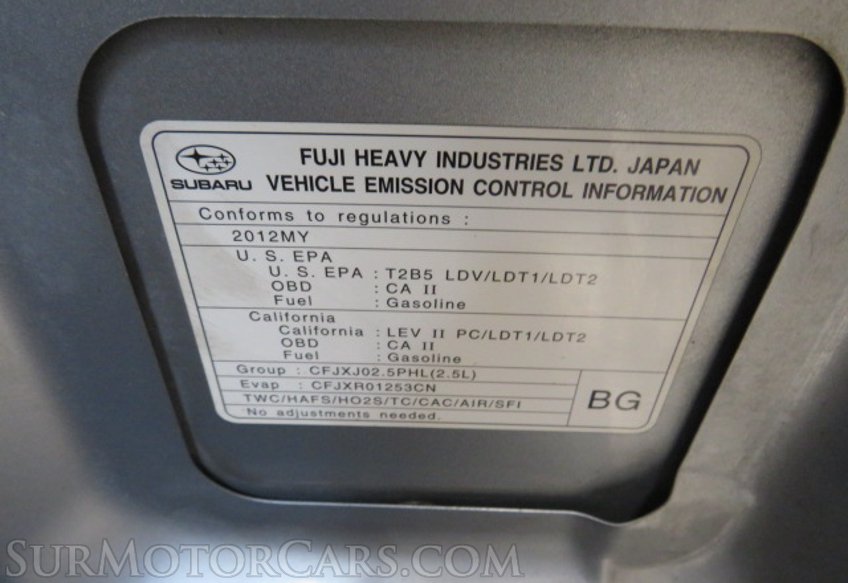 FUJI HEAVY INDUSTRIES LTD. JAPAN
SUBARU VEHICLE EMISSION CONTROL INFORMATION
Conforms to regulations :
2012MY
U. S. EPA
U. S. EPA : T2B5 LDV/LDT1/LDT2
OBD : CA II
Fuel : Gasoline
California
California : LEV II PC/LDT1/LDT2
OBD : CA II
Fuel : Gasoline
Group : CFJXJ02.5PHL(2.5L)
Evap : CFJXR01253CN
TWC/HAFS/HO2S/TC/CAC/AIR/SFI
No adjustments needed.
BG
SURMOTORCARS.COM